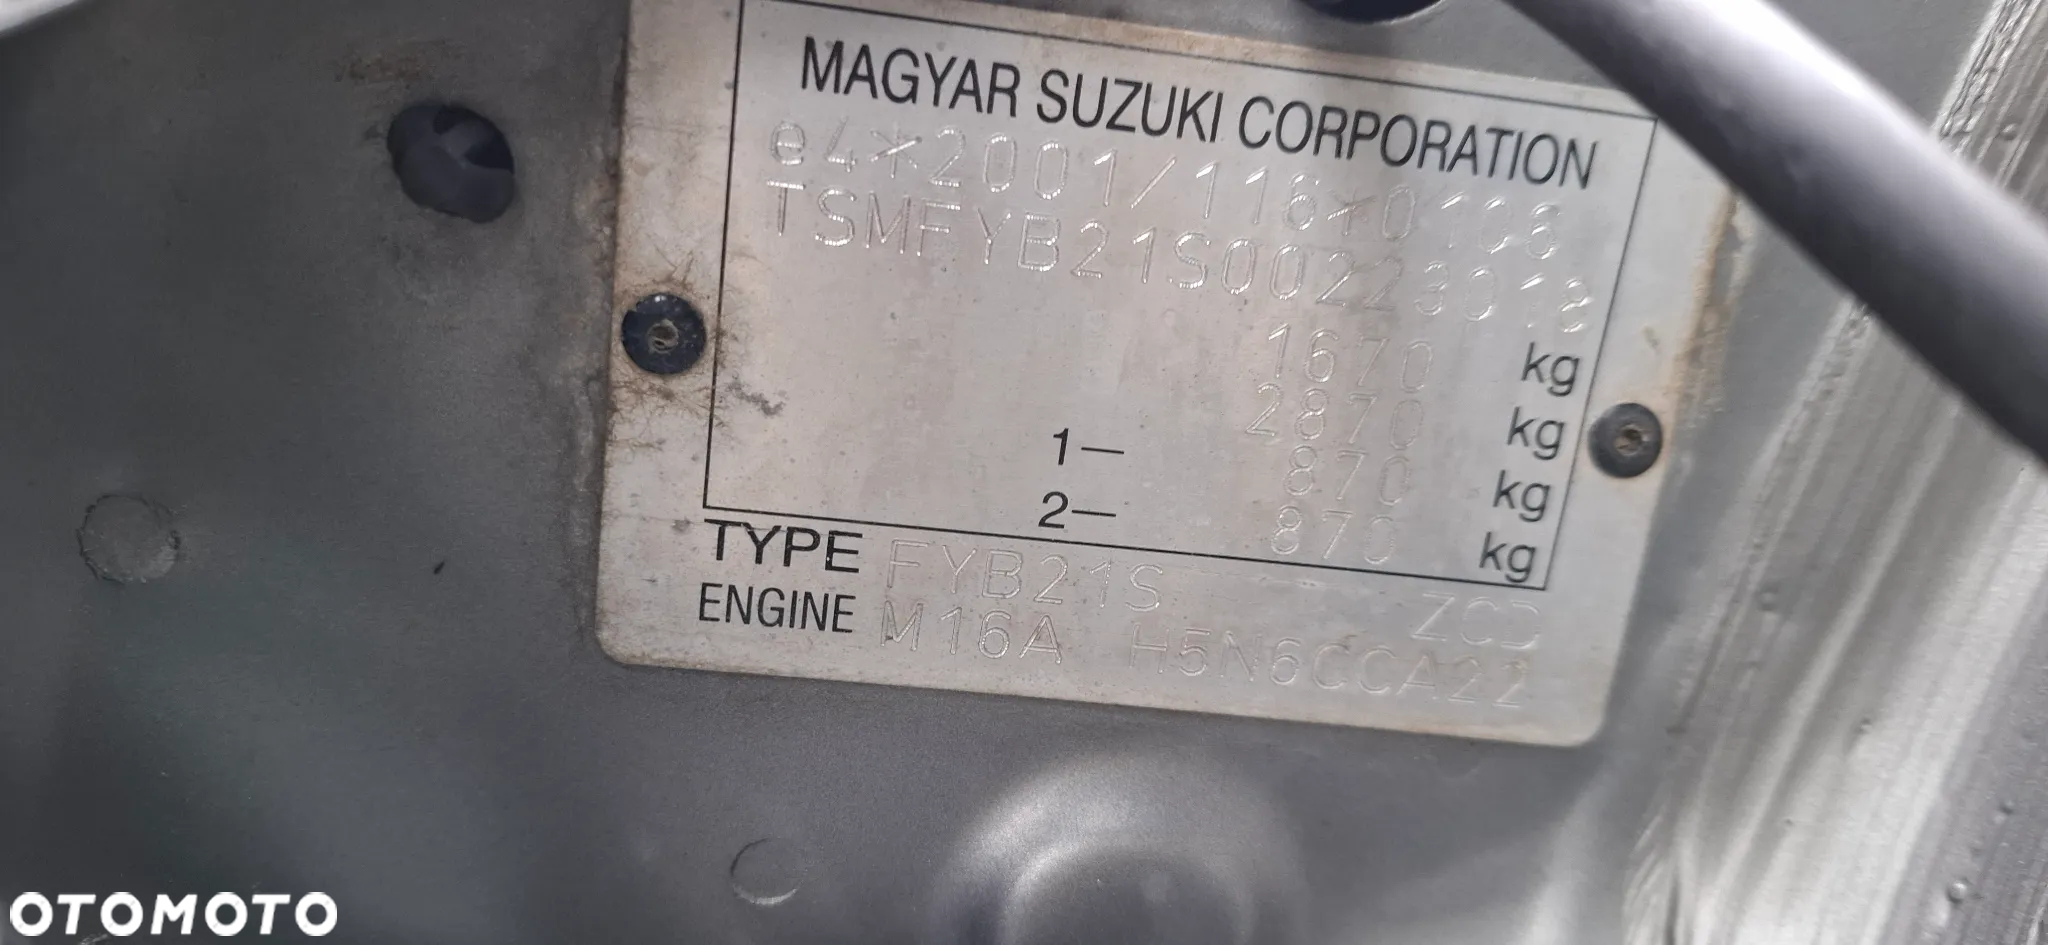 MAGYAR SUZUKI CORPORATION
e4*2001/116*0108
TSMFYB21S00223018
1670 kg
2870 kg
1— 870 kg
2— 870 kg
TYPE FYB21S ZCD
ENGINE M16A H5N6CCA22
OTOMOTO